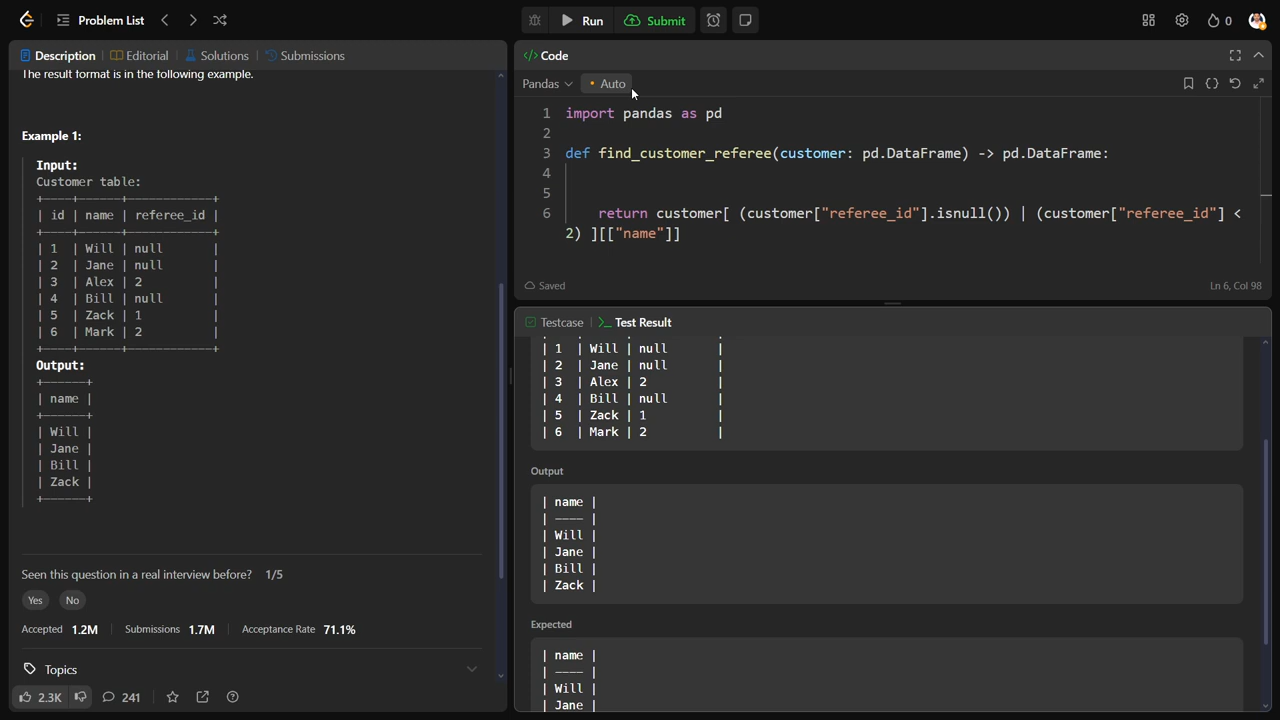 Problem List
Run
Submit
0
Description
Editorial
Solutions
Submissions
The result format is in the following example.
Example 1:
Input:
Customer table:
+----+------+------------+
| id | name | referee_id |
+----+------+------------+
| 1  | Will | null       |
| 2  | Jane | null       |
| 3  | Alex | 2          |
| 4  | Bill | null       |
| 5  | Zack | 1          |
| 6  | Mark | 2          |
+----+------+------------+
Output:
+------+
| name |
+------+
| Will |
| Jane |
| Bill |
| Zack |
+------+
Seen this question in a real interview before? 1/5
Yes
No
Accepted 1.2M
Submissions 1.7M
Acceptance Rate 71.1%
Topics
2.3K
241
</> Code
Pandas
Auto
1 import pandas as pd
2
3 def find_customer_referee(customer: pd.DataFrame) -> pd.DataFrame:
4
5
6 return customer[ (customer["referee_id"].isnull()) | (customer["referee_id"] <
2) ][["name"]]
Saved
Ln 6, Col 98
Testcase
>_ Test Result
| 1  | Will | null       |
| 2  | Jane | null       |
| 3  | Alex | 2          |
| 4  | Bill | null       |
| 5  | Zack | 1          |
| 6  | Mark | 2          |
Output
| name |
| ---- |
| Will |
| Jane |
| Bill |
| Zack |
Expected
| name |
| ---- |
| Will |
| Jane |